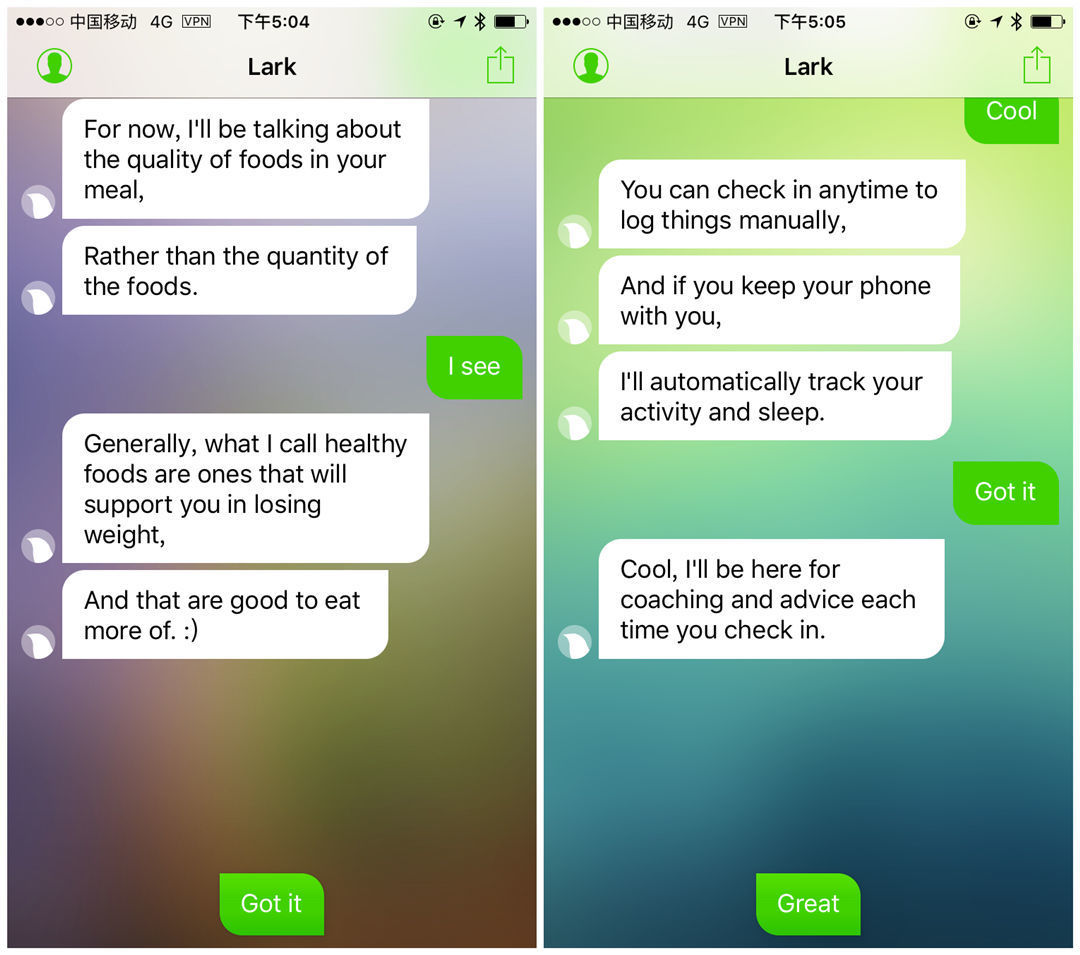 中国移动 4G VPN 下午5:04
Lark
For now, I'll be talking about
the quality of foods in your
meal,
Rather than the quantity of
the foods.
I see
Generally, what I call healthy
foods are ones that will
support you in losing
weight,
And that are good to eat
more of. :)
Got it
中国移动 4G VPN 下午5:05
Lark
Cool
You can check in anytime to
log things manually,
And if you keep your phone
with you,
I'll automatically track your
activity and sleep.
Got it
Cool, I'll be here for
coaching and advice each
time you check in.
Great